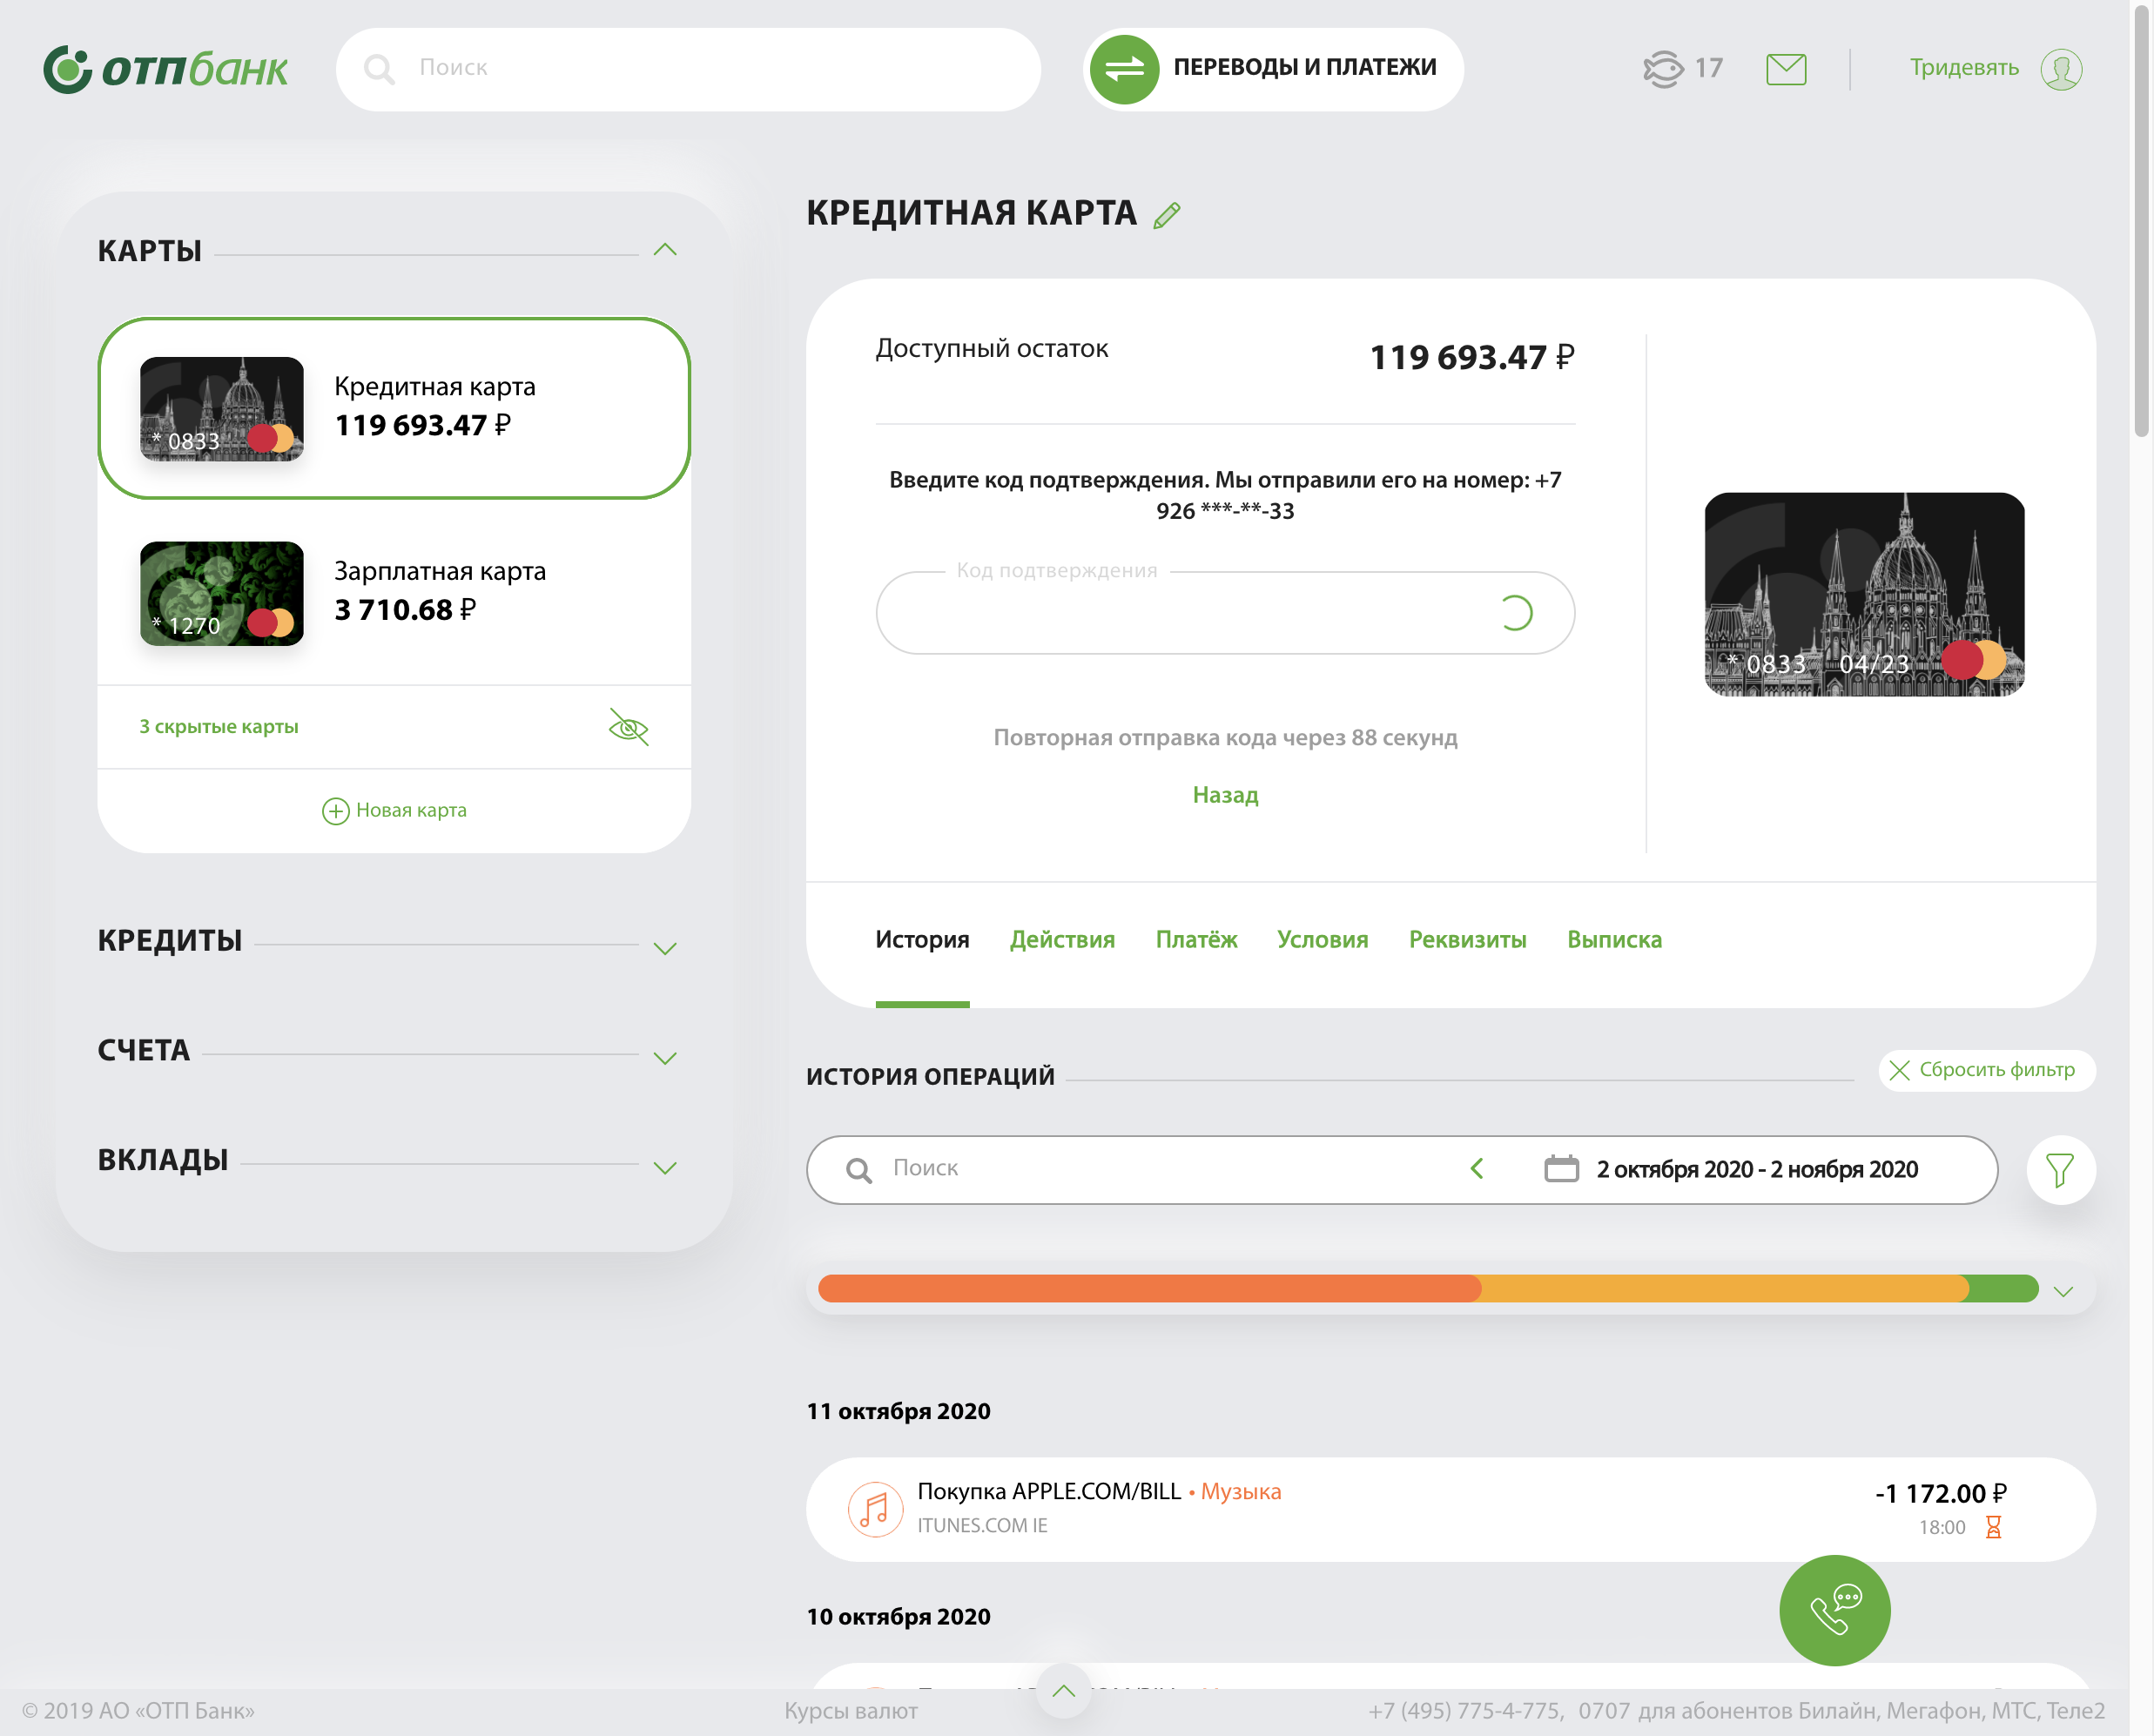 отпбанк
Поиск
ПЕРЕВОДЫ И ПЛАТЕЖИ
17
Тридевять
КАРТЫ
* 0833
Кредитная карта
119 693.47 ₽
* 1270
Зарплатная карта
3 710.68 ₽
3 скрытые карты
Новая карта
КРЕДИТЫ
СЧЕТА
ВКЛАДЫ
КРЕДИТНАЯ КАРТА
Доступный остаток
119 693.47 ₽
Введите код подтверждения. Мы отправили его на номер: +7
926 ***-**-33
Код подтверждения
Повторная отправка кода через 88 секунд
Назад
* 0833 04/23
История Действия Платёж Условия Реквизиты Выписка
ИСТОРИЯ ОПЕРАЦИЙ
Сбросить фильтр
Поиск
2 октября 2020 - 2 ноября 2020
11 октября 2020
Покупка APPLE.COM/BILL • Музыка
ITUNES.COM IE
-1 172.00 ₽
18:00
10 октября 2020
© 2019 АО «ОТП Банк»
Курсы валют
+7 (495) 775-4-775, 0707 для абонентов Билайн, Мегафон, МТС, Теле2